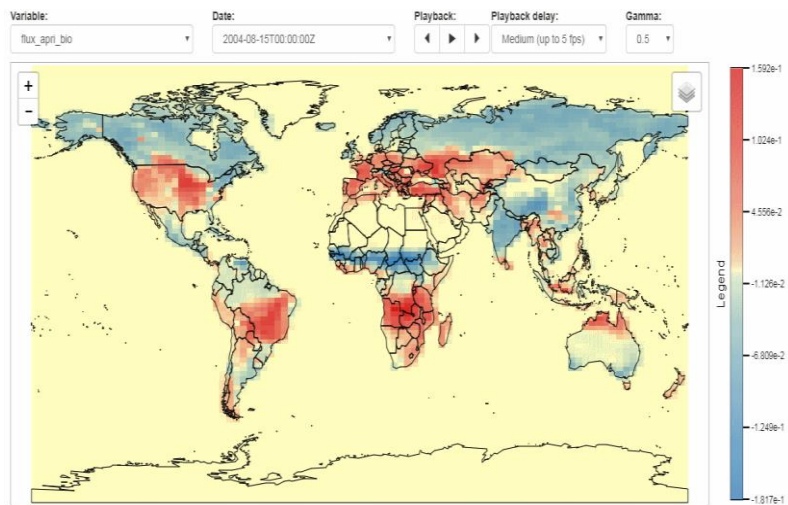 Variable: Date: Playback: Playback delay: Gamma:
flux_apri_bio 2004-08-15T00:00:00Z Medium (up to 5 fps) 0.5
+
−
1.592e-1
1.024e-1
4.556e-2
-1.126e-2
-6.809e-2
-1.249e-1
-1.817e-1
Legend